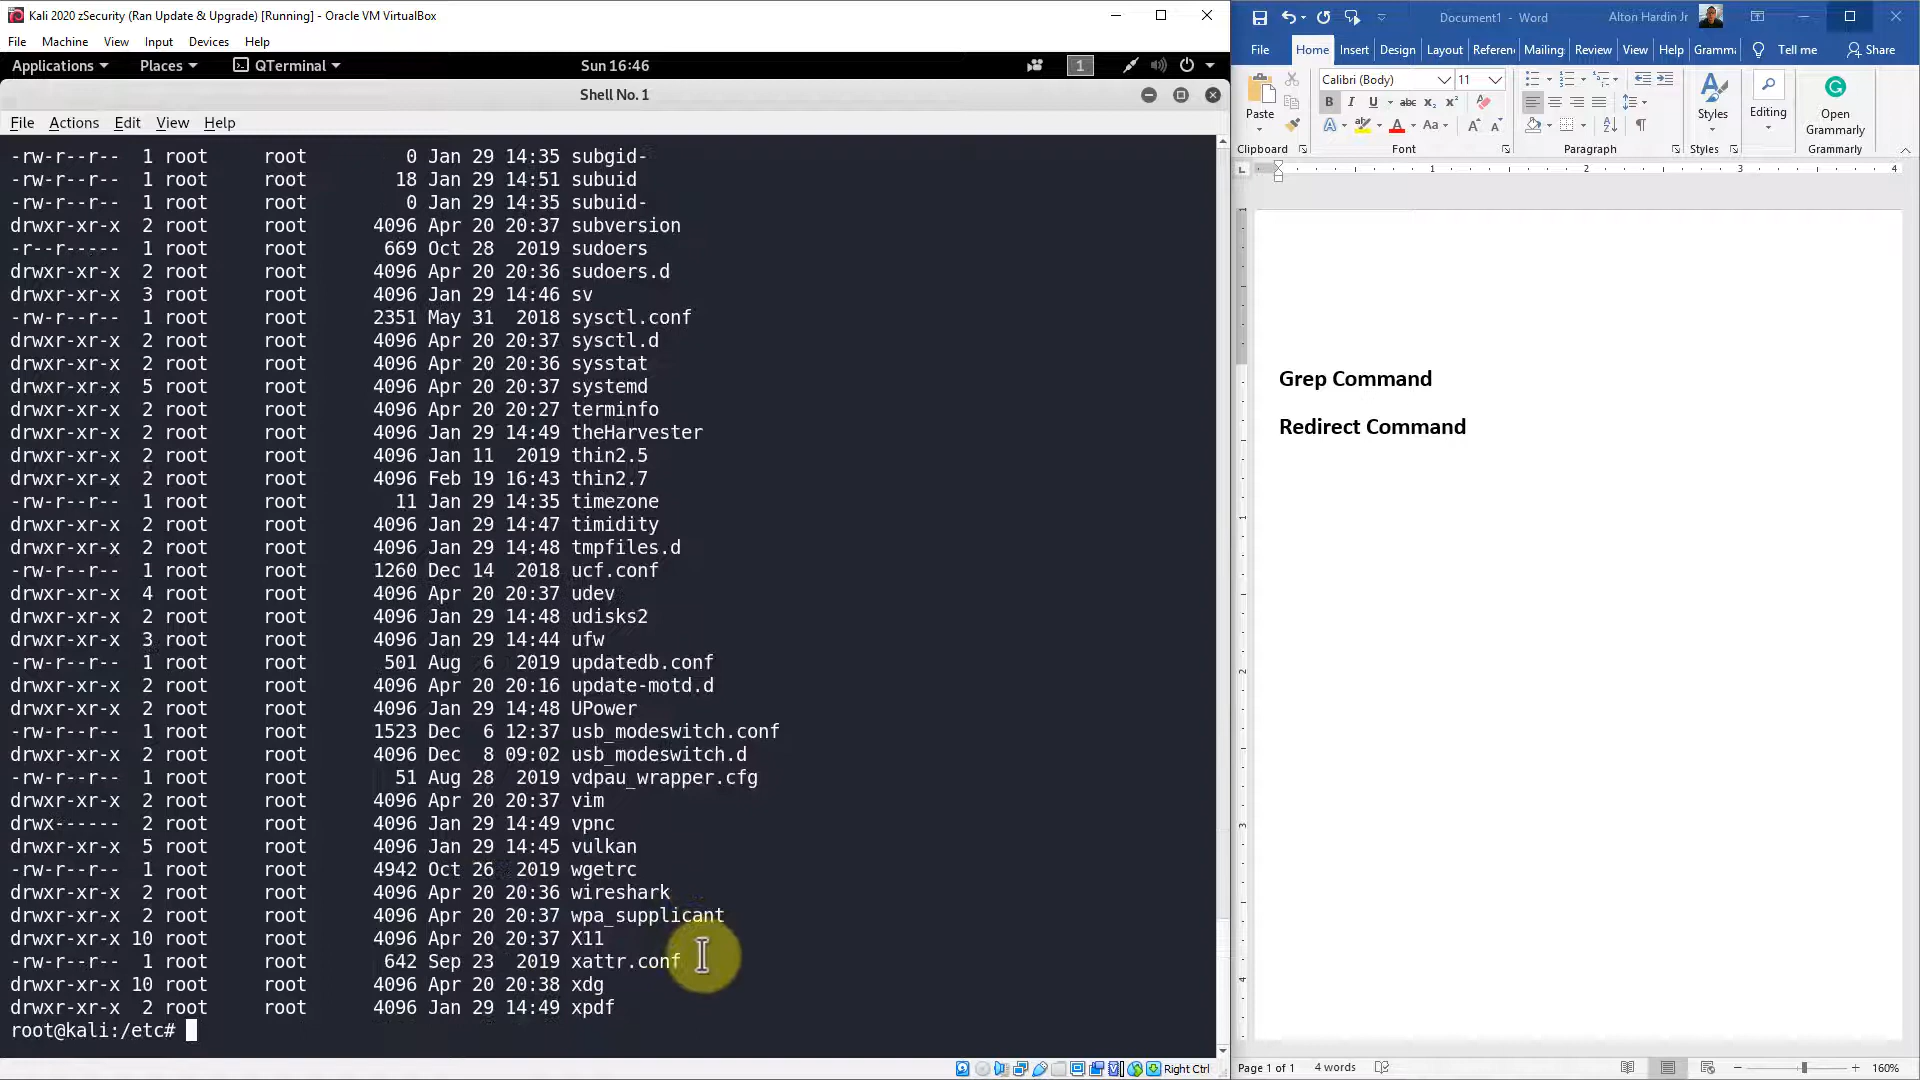 Kali 2020 zSecurity (Ran Update & Upgrade) [Running] - Oracle VM VirtualBox
File Machine View Input Devices Help
Applications Places QTerminal Sun 16:46 1
Shell No. 1
File Actions Edit View Help
-rw-r--r-- 1 root root 0 Jan 29 14:35 subgid-
-rw-r--r-- 1 root root 18 Jan 29 14:51 subuid
-rw-r--r-- 1 root root 0 Jan 29 14:35 subuid-
drwxr-xr-x 2 root root 4096 Apr 20 20:37 subversion
-r--r----- 1 root root 669 Oct 28 2019 sudoers
drwxr-xr-x 2 root root 4096 Apr 20 20:36 sudoers.d
drwxr-xr-x 3 root root 4096 Jan 29 14:46 sv
-rw-r--r-- 1 root root 2351 May 31 2018 sysctl.conf
drwxr-xr-x 2 root root 4096 Apr 20 20:37 sysctl.d
drwxr-xr-x 2 root root 4096 Apr 20 20:36 sysstat
drwxr-xr-x 5 root root 4096 Apr 20 20:37 systemd
drwxr-xr-x 2 root root 4096 Apr 20 20:27 terminfo
drwxr-xr-x 2 root root 4096 Jan 29 14:49 theHarvester
drwxr-xr-x 2 root root 4096 Jan 11 2019 thin2.5
drwxr-xr-x 2 root root 4096 Feb 19 16:43 thin2.7
-rw-r--r-- 1 root root 11 Jan 29 14:35 timezone
drwxr-xr-x 2 root root 4096 Jan 29 14:47 timidity
drwxr-xr-x 2 root root 4096 Jan 29 14:48 tmpfiles.d
-rw-r--r-- 1 root root 1260 Dec 14 2018 ucf.conf
drwxr-xr-x 4 root root 4096 Apr 20 20:37 udev
drwxr-xr-x 2 root root 4096 Jan 29 14:48 udisks2
drwxr-xr-x 3 root root 4096 Jan 29 14:44 ufw
-rw-r--r-- 1 root root 501 Aug 6 2019 updatedb.conf
drwxr-xr-x 2 root root 4096 Apr 20 20:16 update-motd.d
drwxr-xr-x 2 root root 4096 Jan 29 14:48 UPower
-rw-r--r-- 1 root root 1523 Dec 6 12:37 usb_modeswitch.conf
drwxr-xr-x 2 root root 4096 Dec 8 09:02 usb_modeswitch.d
-rw-r--r-- 1 root root 51 Aug 28 2019 vdpau_wrapper.cfg
drwxr-xr-x 2 root root 4096 Apr 20 20:37 vim
drwx------ 2 root root 4096 Jan 29 14:49 vpnc
drwxr-xr-x 5 root root 4096 Jan 29 14:45 vulkan
-rw-r--r-- 1 root root 4942 Oct 26 2019 wgetrc
drwxr-xr-x 2 root root 4096 Apr 20 20:36 wireshark
drwxr-xr-x 2 root root 4096 Apr 20 20:37 wpa_supplicant
drwxr-xr-x 10 root root 4096 Apr 20 20:37 X11
-rw-r--r-- 1 root root 642 Sep 23 2019 xattr.conf
drwxr-xr-x 10 root root 4096 Apr 20 20:38 xdg
drwxr-xr-x 2 root root 4096 Jan 29 14:49 xpdf
root@kali:/etc#
Right Ctrl
Document1 - Word Alton Hardin Jr
File Home Insert Design Layout Referen Mailing Review View Help Gramma Tell me Share
Calibri (Body) 11
B I U abc x₂ x²
Aa A A
Paste Styles Editing Open Grammarly
Clipboard Font Paragraph Styles Grammarly
1 3 4
Grep Command
Redirect Command
1
1
2
3
4
Page 1 of 1 4 words 160%